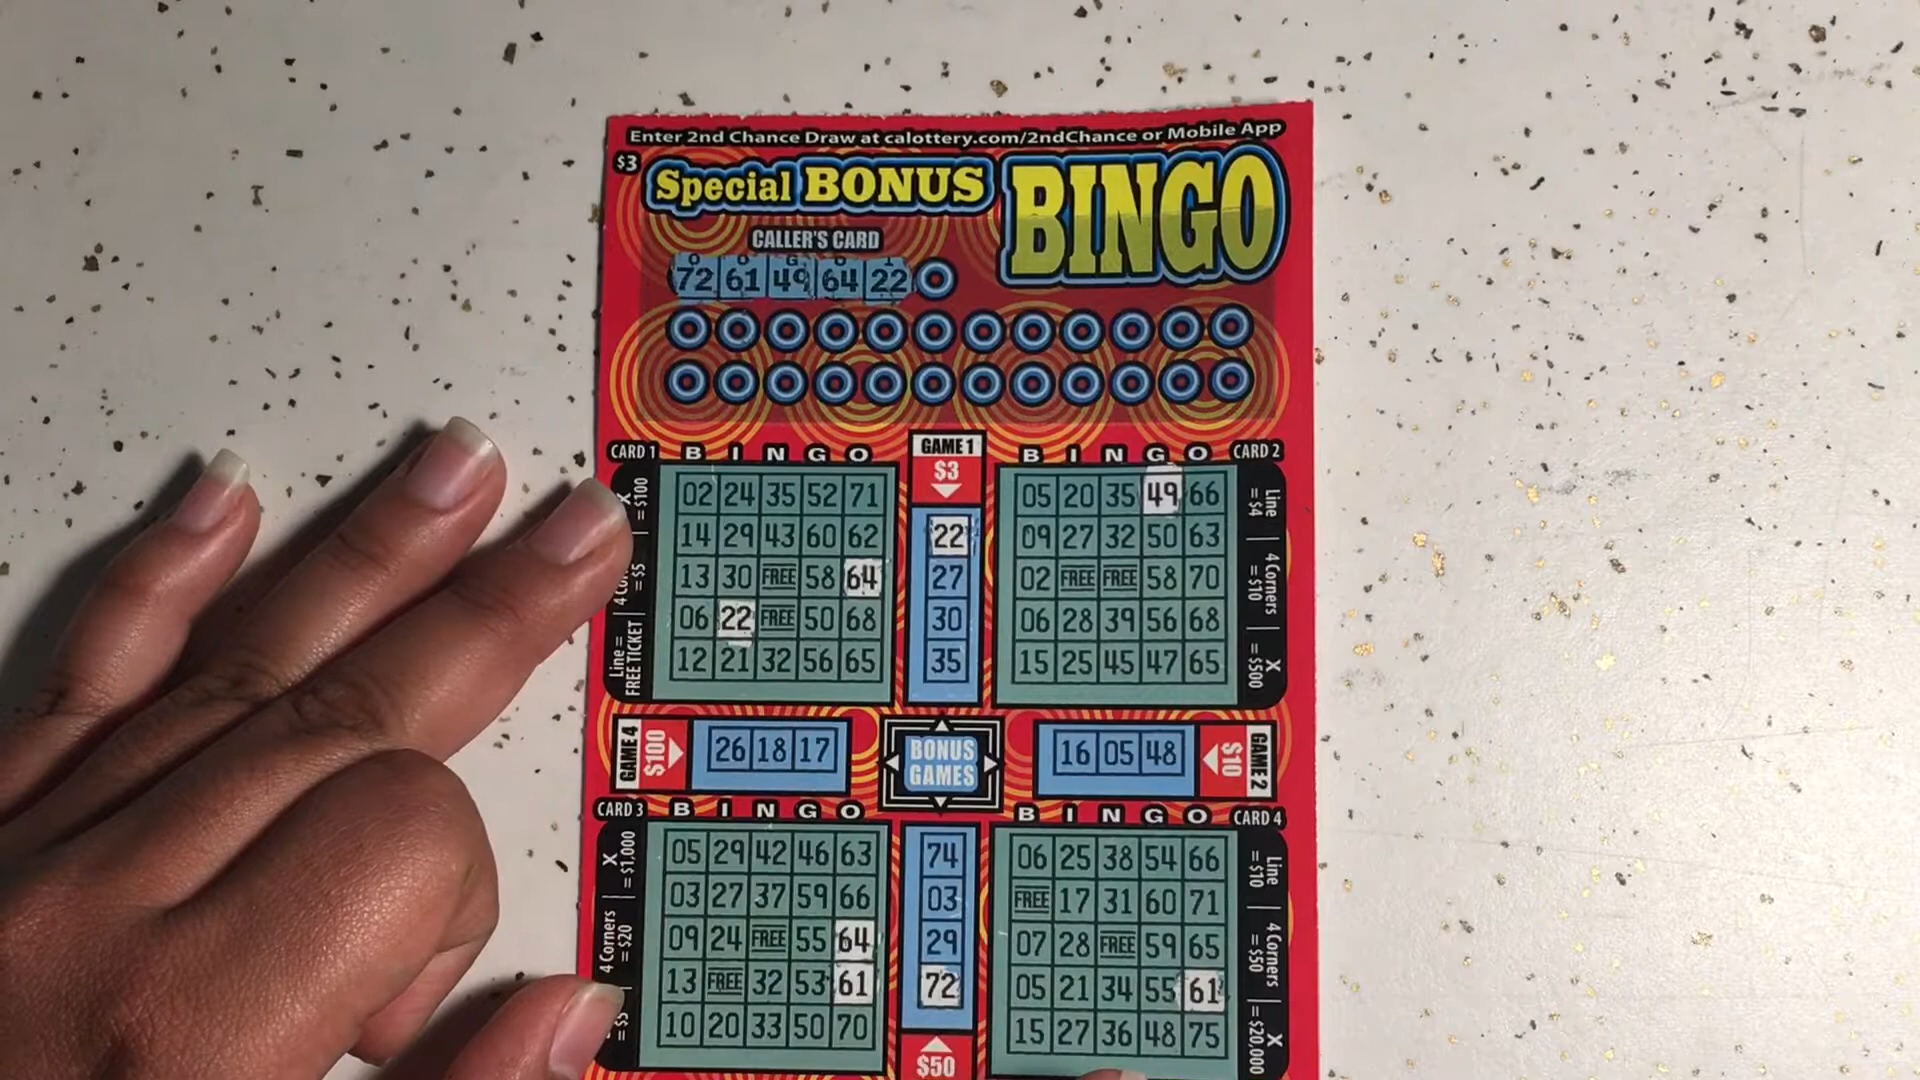 Enter 2nd Chance Draw at calottery.com/2ndChance or Mobile App
$3
Special BONUS BINGO
CALLER'S CARD
72 61 49 64 22
CARD 1
B I N G O
02 24 35 52 71
14 29 43 60 62
13 30 FREE 58 64
06 22 FREE 50 68
12 21 32 56 65
X = $100
= $5
Line = FREE TICKET
GAME 1
$3
22
27
30
35
B I N G O
CARD 2
05 20 35 49 66
09 27 32 50 63
02 FREE FREE 58 70
06 28 39 56 68
15 25 45 47 65
Line = $4
4 Corners = $10
X = $500
GAME 4
$100
26 18 17
BONUS
GAMES
16 05 48
$10
GAME 2
CARD 3
B I N G O
05 29 42 46 63
03 27 37 59 66
09 24 FREE 55 64
13 FREE 32 53 61
10 20 33 50 70
X = $1,000
4 Corners = $20
74
03
29
72
$50
B I N G O
CARD 4
06 25 38 54 66
FREE 17 31 60 71
07 28 FREE 59 65
05 21 34 55 61
15 27 36 48 75
Line = $10
4 Corners = $50
X = $20,000